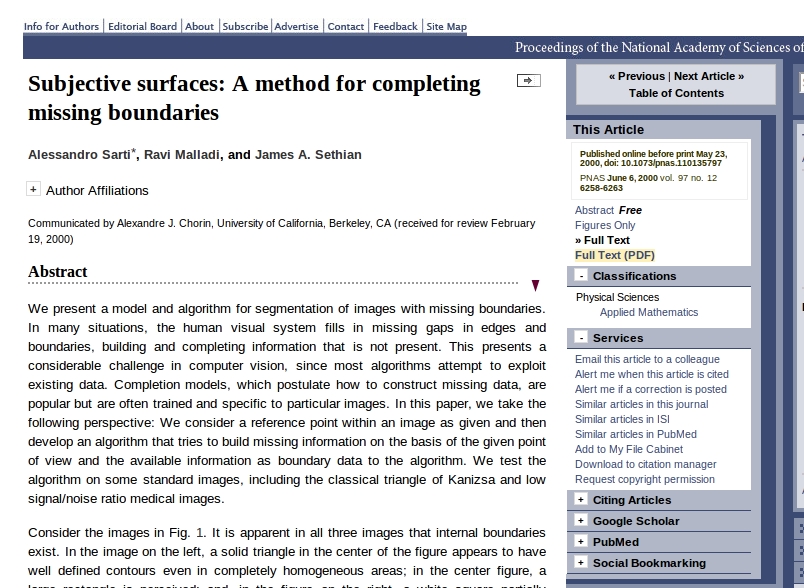 Info for Authors | Editorial Board | About | Subscribe | Advertise | Contact | Feedback | Site Map
Proceedings of the National Academy of Sciences of
Subjective surfaces: A method for completing
missing boundaries
Alessandro Sarti*, Ravi Malladi, and James A. Sethian
+ Author Affiliations
Communicated by Alexandre J. Chorin, University of California, Berkeley, CA (received for review February
19, 2000)
Abstract
We present a model and algorithm for segmentation of images with missing boundaries.
In many situations, the human visual system fills in missing gaps in edges and
boundaries, building and completing information that is not present. This presents a
considerable challenge in computer vision, since most algorithms attempt to exploit
existing data. Completion models, which postulate how to construct missing data, are
popular but are often trained and specific to particular images. In this paper, we take the
following perspective: We consider a reference point within an image as given and then
develop an algorithm that tries to build missing information on the basis of the given point
of view and the available information as boundary data to the algorithm. We test the
algorithm on some standard images, including the classical triangle of Kanizsa and low
signal/noise ratio medical images.
Consider the images in Fig. 1. It is apparent in all three images that internal boundaries
exist. In the image on the left, a solid triangle in the center of the figure appears to have
well defined contours even in completely homogeneous areas; in the center figure, a
large rectangle is perceived; and, in the figure on the right, a white square partially
« Previous | Next Article »
Table of Contents
This Article
Published online before print May 23,
2000, doi: 10.1073/pnas.110135797
PNAS June 6, 2000 vol. 97 no. 12
6258-6263
Abstract Free
Figures Only
» Full Text
Full Text (PDF)
- Classifications
Physical Sciences
Applied Mathematics
- Services
Email this article to a colleague
Alert me when this article is cited
Alert me if a correction is posted
Similar articles in this journal
Similar articles in ISI
Similar articles in PubMed
Add to My File Cabinet
Download to citation manager
Request copyright permission
+ Citing Articles
+ Google Scholar
+ PubMed
+ Social Bookmarking